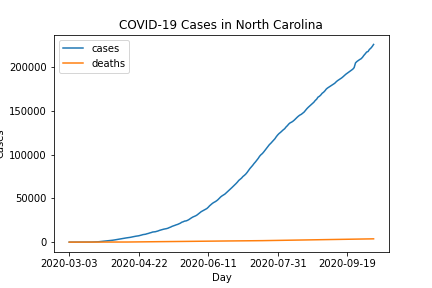 COVID-19 Cases in North Carolina
cases
deaths
200000
150000
100000
50000
0
cases
2020-03-03 2020-04-22 2020-06-11 2020-07-31 2020-09-19
Day